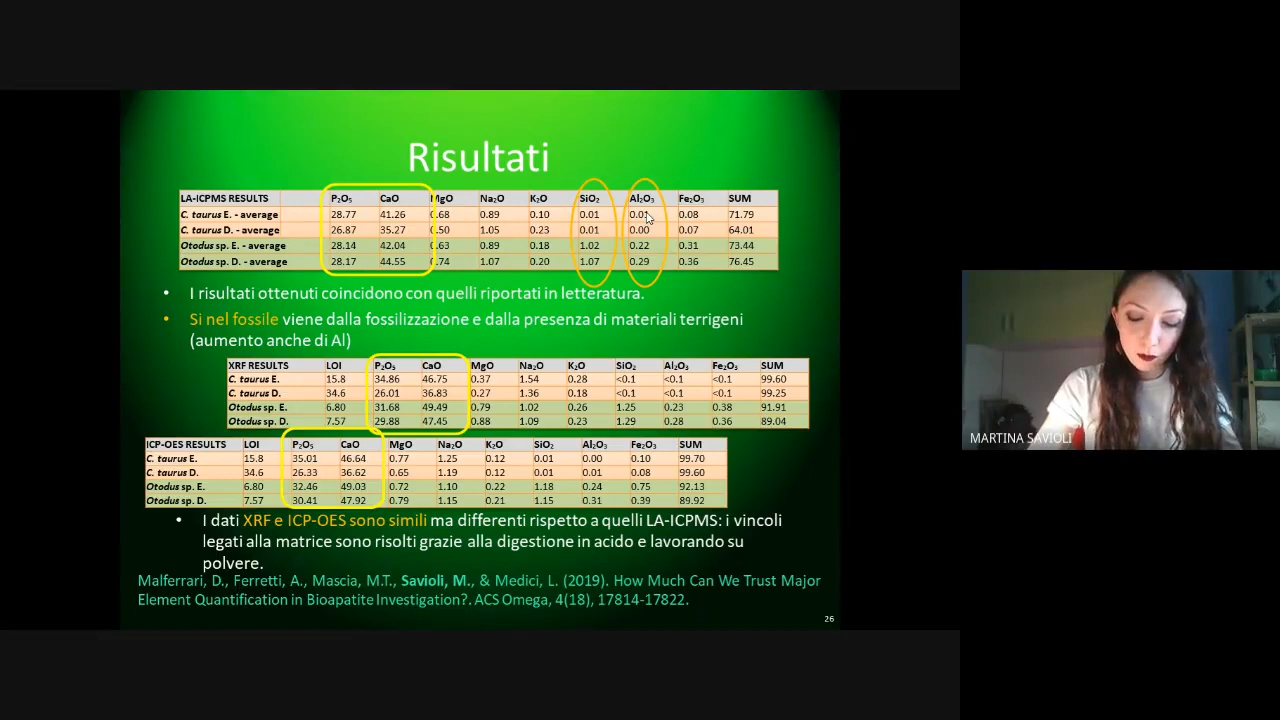 Risultati
LA-ICPMS RESULTS P₂O₅ CaO MgO Na₂O K₂O SiO₂ Al₂O₃ Fe₂O₃ SUM
C. taurus E. - average 28.77 41.26 0.68 0.89 0.10 0.01 0.01 0.08 71.79
C. taurus D. - average 26.87 35.27 0.50 1.05 0.23 0.01 0.00 0.07 64.01
Otodus sp. E. - average 28.14 42.04 0.63 0.89 0.18 1.02 0.22 0.31 73.44
Otodus sp. D. - average 28.17 44.55 0.74 1.07 0.20 1.07 0.29 0.36 76.45
• I risultati ottenuti coincidono con quelli riportati in letteratura.
• Si nel fossile viene dalla fossilizzazione e dalla presenza di materiali terrigeni
(aumento anche di Al)
XRF RESULTS LOI P₂O₅ CaO MgO Na₂O K₂O SiO₂ Al₂O₃ Fe₂O₃ SUM
C. taurus E. 15.8 34.86 46.75 0.37 1.54 0.28 <0.1 <0.1 <0.1 99.60
C. taurus D. 34.6 26.01 36.83 0.27 1.36 0.18 <0.1 <0.1 <0.1 99.25
Otodus sp. E. 6.80 31.68 49.49 0.79 1.02 0.26 1.25 0.23 0.38 91.91
Otodus sp. D. 7.57 29.88 47.45 0.88 1.09 0.23 1.29 0.28 0.36 89.04
ICP-OES RESULTS LOI P₂O₅ CaO MgO Na₂O K₂O SiO₂ Al₂O₃ Fe₂O₃ SUM
C. taurus E. 15.8 35.01 46.64 0.77 1.25 0.12 0.01 0.00 0.10 99.70
C. taurus D. 34.6 26.33 36.62 0.65 1.19 0.12 0.01 0.01 0.08 99.60
Otodus sp. E. 6.80 32.46 49.03 0.72 1.10 0.22 1.18 0.24 0.75 92.13
Otodus sp. D. 7.57 30.41 47.92 0.79 1.15 0.21 1.15 0.31 0.39 89.92
• I dati XRF e ICP-OES sono simili ma differenti rispetto a quelli LA-ICPMS: i vincoli
legati alla matrice sono risolti grazie alla digestione in acido e lavorando su
polvere.
Malferrari, D., Ferretti, A., Mascia, M.T., Savioli, M., & Medici, L. (2019). How Much Can We Trust Major
Element Quantification in Bioapatite Investigation?. ACS Omega, 4(18), 17814-17822.
26
MARTINA SAVIOLI